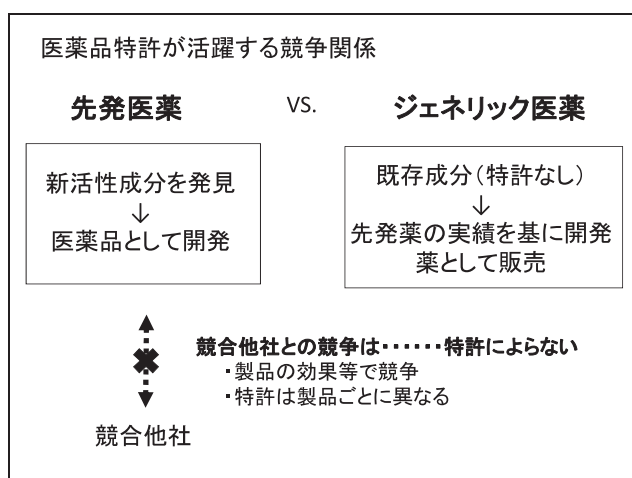 医薬品特許が活躍する競争関係
先発医薬 VS. ジェネリック医薬
新活性成分を発見
↓
医薬品として開発
既存成分(特許なし)
↓
先発薬の実績を基に開発
薬として販売
競合他社との競争は‥‥‥特許によらない
・製品の効果等で競争
・特許は製品ごとに異なる
競合他社